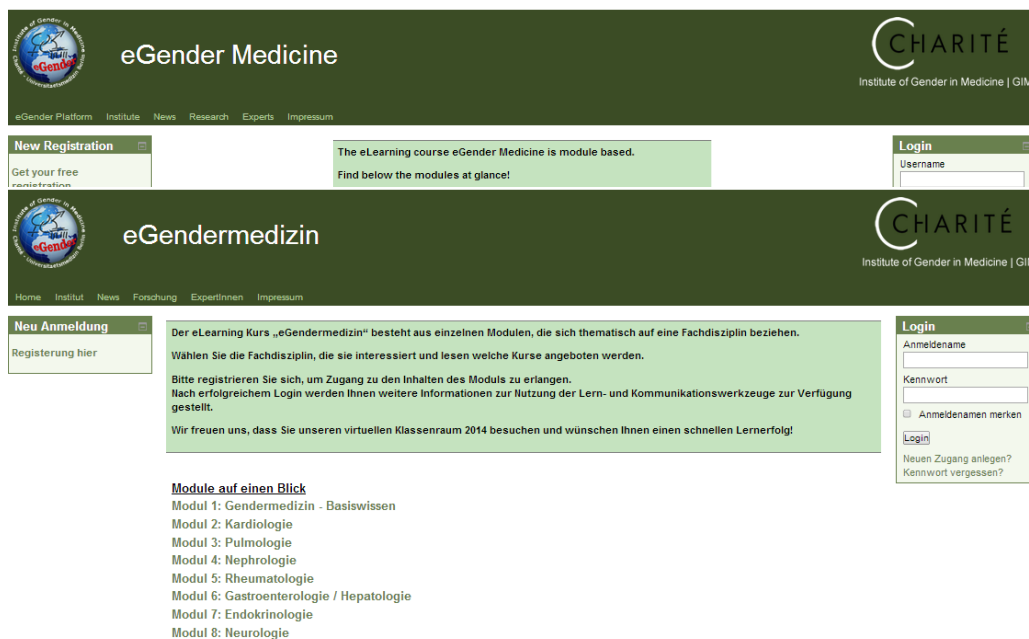 eGender
eGender Medicine
CHARITÉ
Institute of Gender in Medicine | GIM
eGender Platform Institute News Research Experts Impressum
New Registration
Get your free
registration
The eLearning course eGender Medicine is module based.
Find below the modules at glance!
Login
Username
eGender
eGendermedizin
CHARITÉ
Institute of Gender in Medicine | GI
Home Institut News Forschung ExpertInnen Impressum
Neu Anmeldung
Registerung hier
Der eLearning Kurs „eGendermedizin“ besteht aus einzelnen Modulen, die sich thematisch auf eine Fachdisziplin beziehen.
Wählen Sie die Fachdisziplin, die sie interessiert und lesen welche Kurse angeboten werden.
Bitte registrieren Sie sich, um Zugang zu den Inhalten des Moduls zu erlangen.
Nach erfolgreichem Login werden Ihnen weitere Informationen zur Nutzung der Lern- und Kommunikationswerkzeuge zur Verfügung
gestellt.
Wir freuen uns, dass Sie unseren virtuellen Klassenraum 2014 besuchen und wünschen Ihnen einen schnellen Lernerfolg!
Login
Anmeldename
Kennwort
Anmeldenamen merken
Login
Neuen Zugang anlegen?
Kennwort vergessen?
Module auf einen Blick
Modul 1: Gendermedizin - Basiswissen
Modul 2: Kardiologie
Modul 3: Pulmologie
Modul 4: Nephrologie
Modul 5: Rheumatologie
Modul 6: Gastroenterologie / Hepatologie
Modul 7: Endokrinologie
Modul 8: Neurologie